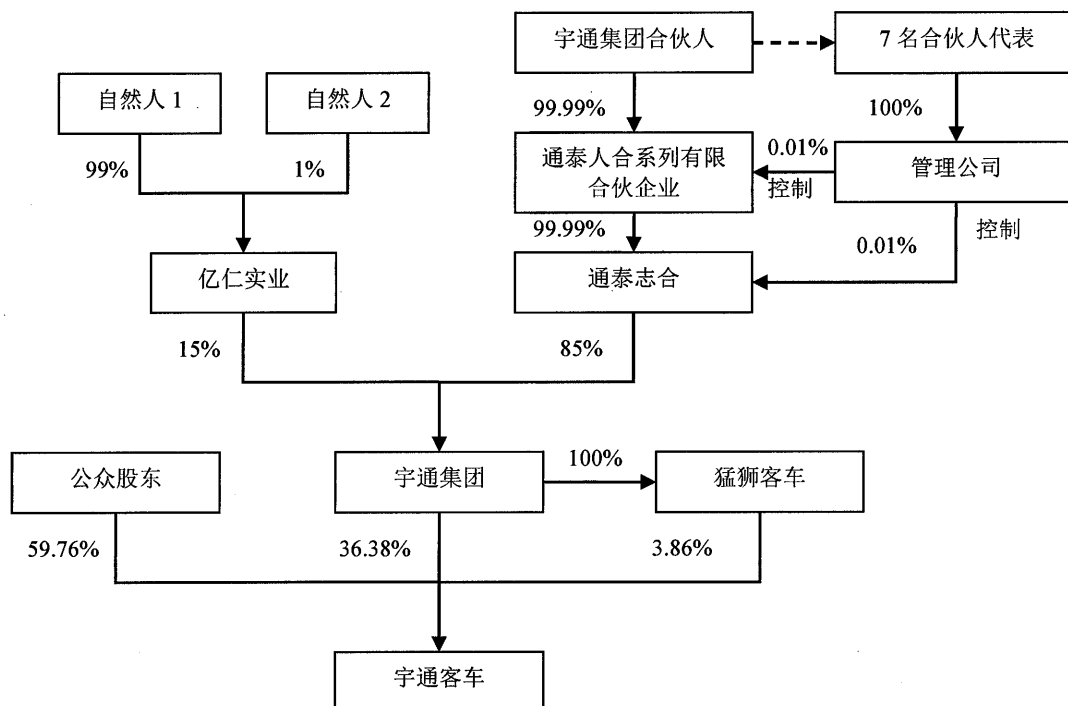 宇通集团合伙人
7 名合伙人代表
自然人 1
自然人 2
99.99%
100%
99%
1%
通泰人合系列有限
合伙企业
0.01%
控制
管理公司
99.99%
0.01%
控制
亿仁实业
通泰志合
15%
85%
公众股东
宇通集团
100%
猛狮客车
59.76%
36.38%
3.86%
宇通客车